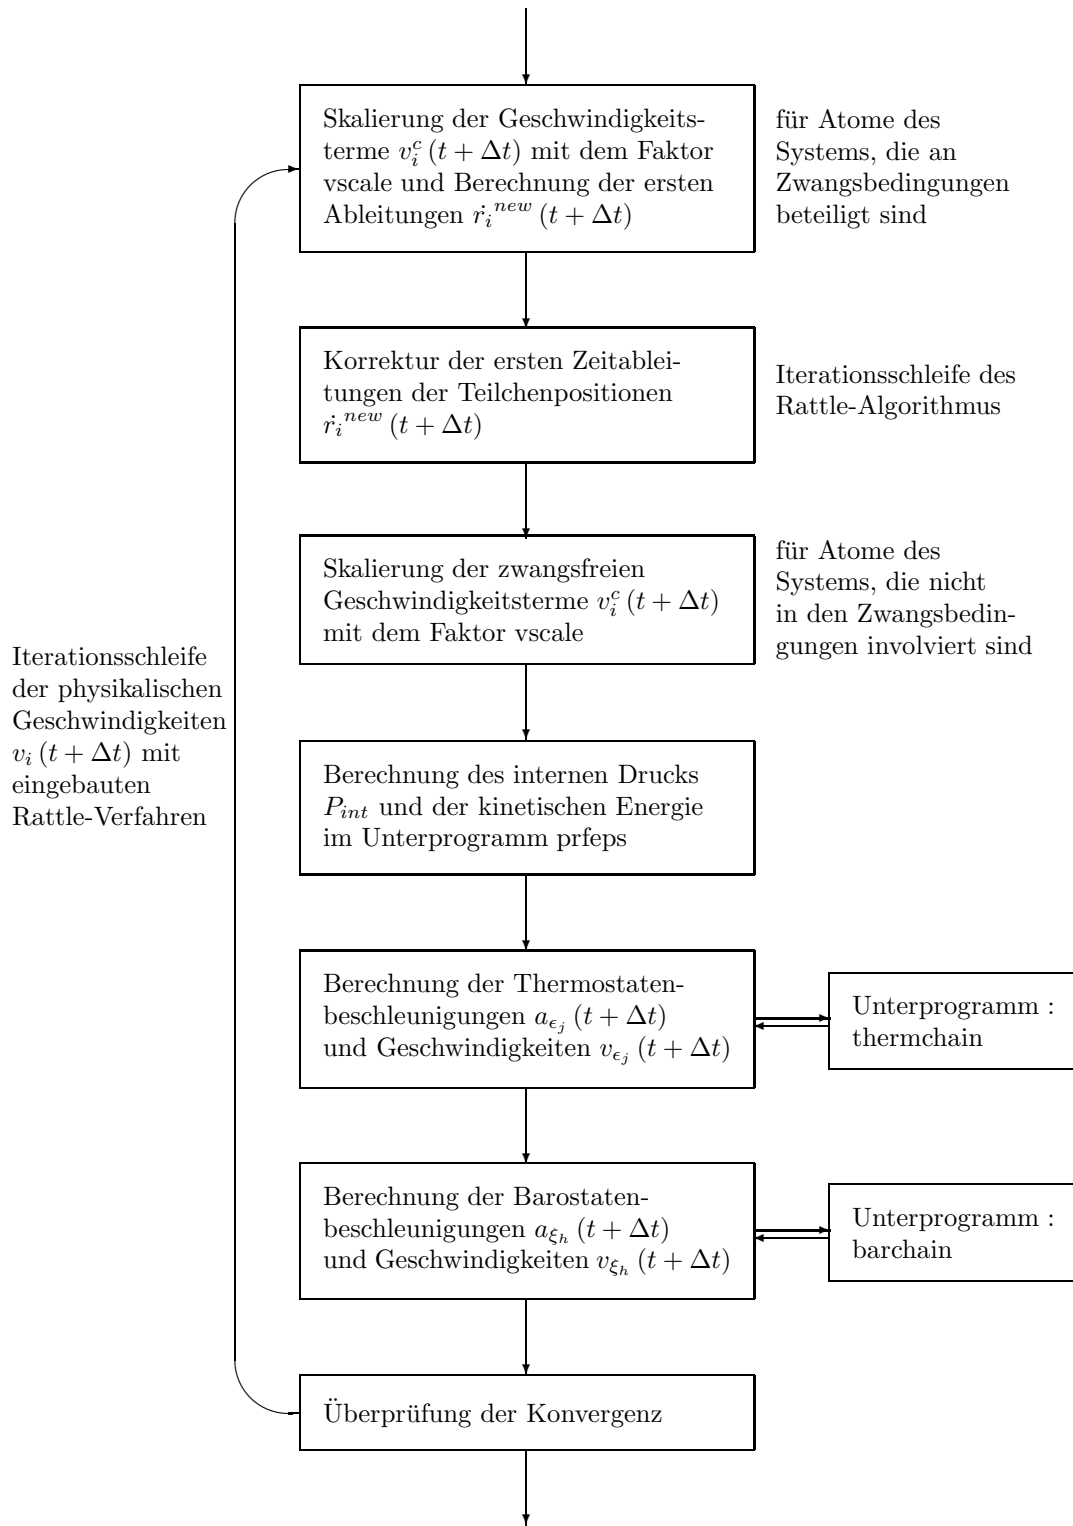 Skalierung der Geschwindigkeits-
terme $v_i^c\,(t+\Delta t)$ mit dem Faktor
vscale und Berechnung der ersten
Ableitungen $\dot{r_i}^{new}\,(t+\Delta t)$
für Atome des
Systems, die an
Zwangsbedingungen
beteiligt sind
Korrektur der ersten Zeitablei-
tungen der Teilchenpositionen
$\dot{r_i}^{new}\,(t+\Delta t)$
Iterationsschleife des
Rattle-Algorithmus
Skalierung der zwangsfreien
Geschwindigkeitsterme $v_i^c\,(t+\Delta t)$
mit dem Faktor vscale
für Atome des
Systems, die nicht
in den Zwangsbedin-
gungen involviert sind
Iterationsschleife
der physikalischen
Geschwindigkeiten
$v_i\,(t+\Delta t)$ mit
eingebauten
Rattle-Verfahren
Berechnung des internen Drucks
$P_{int}$ und der kinetischen Energie
im Unterprogramm prfeps
Berechnung der Thermostaten-
beschleunigungen $a_{\epsilon_j}\,(t+\Delta t)$
und Geschwindigkeiten $v_{\epsilon_j}\,(t+\Delta t)$
Unterprogramm :
thermchain
Berechnung der Barostaten-
beschleunigungen $a_{\xi_h}\,(t+\Delta t)$
und Geschwindigkeiten $v_{\xi_h}\,(t+\Delta t)$
Unterprogramm :
barchain
Überprüfung der Konvergenz